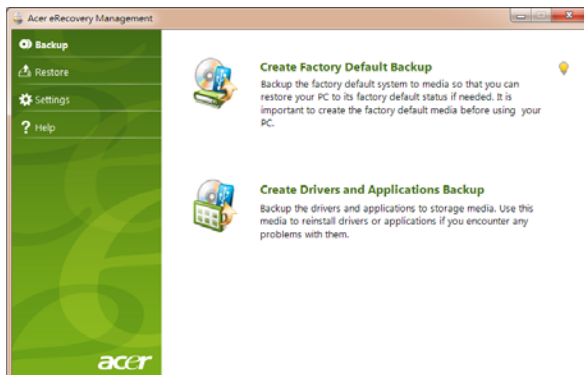 Acer eRecovery Management
Backup
Restore
Settings
? Help
Create Factory Default Backup
Backup the factory default system to media so that you can
restore your PC to its factory default status if needed. It is
important to create the factory default media before using your
PC.
Create Drivers and Applications Backup
Backup the drivers and applications to storage media. Use this
media to reinstall drivers or applications if you encounter any
problems with them.
acer